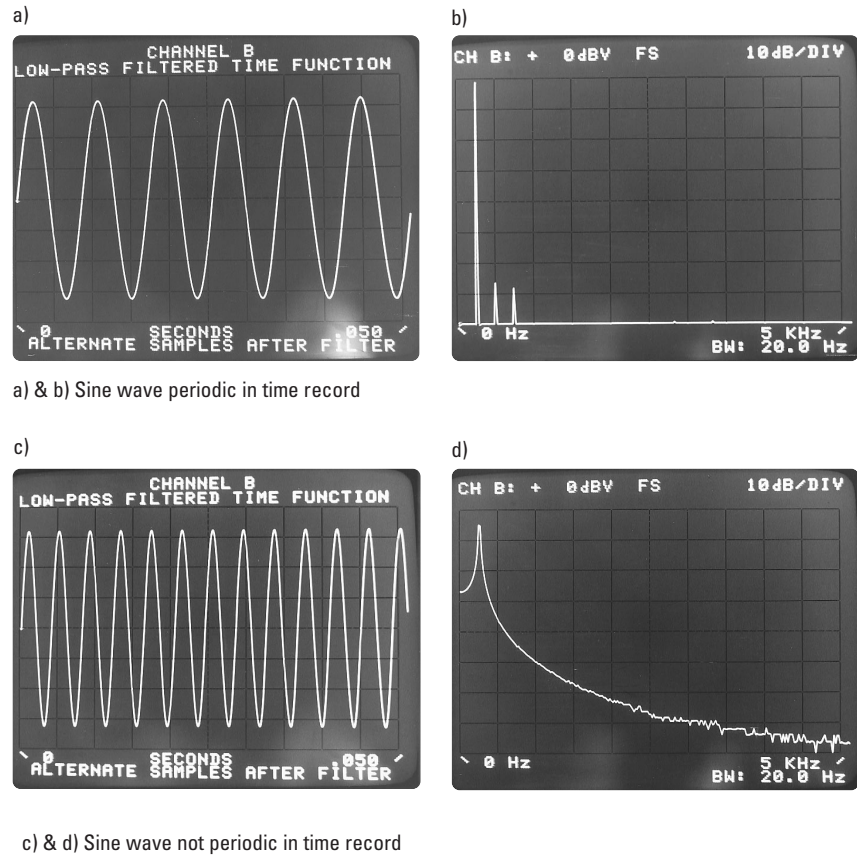 a)
CHANNEL B
LOW-PASS FILTERED TIME FUNCTION
0 SECONDS .050
ALTERNATE SAMPLES AFTER FILTER
b)
CH B: + 0dBV FS 10dB/DIV
0 Hz 5 KHz
BW: 20.0 Hz
a) & b) Sine wave periodic in time record
c)
CHANNEL B
LOW-PASS FILTERED TIME FUNCTION
0 SECONDS .050
ALTERNATE SAMPLES AFTER FILTER
d)
CH B: + 0dBV FS 10dB/DIV
0 Hz 5 KHz
BW: 20.0 Hz
c) & d) Sine wave not periodic in time record